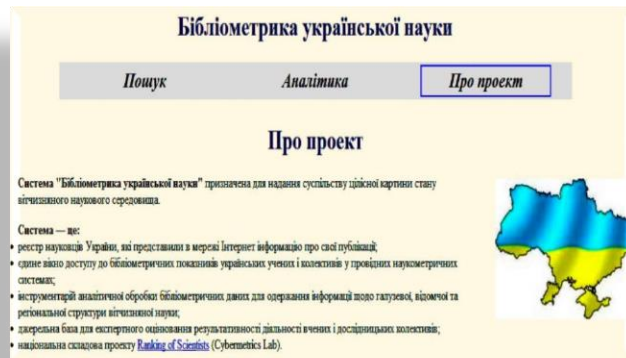 Бібліометрика української науки
Пошук Аналітика Про проект
Про проект
Система "Бібліометрика української науки" призначена для надання суспільству цілісної картини стану
вітчизняного наукового середовища.
Система — це:
• реєстр науковців України, які представили в мережі Інтернет інформацію про свої публікації;
• єдине вікно доступу до бібліометричних показників українських учених і колективів у провідних наукометричних
системах;
• інструментарій аналітичної обробки бібліометричних даних для одержання інформації щодо галузевої, відомчої та
регіональної структури вітчизняної науки;
• джерельна база для експертного оцінювання результативності діяльності вчених і дослідницьких колективів;
• національна складова проекту Ranking of Scientists (Cybermetrics Lab).